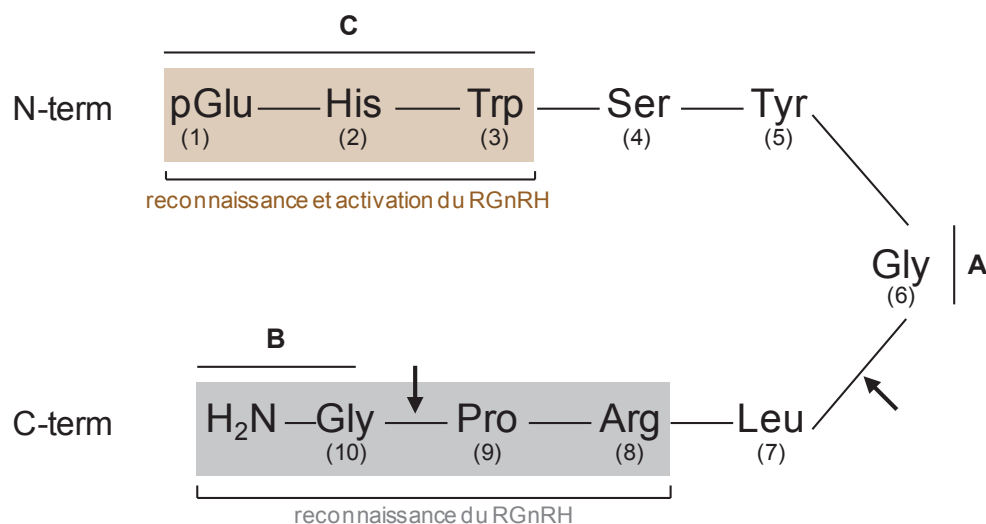 C
N-term pGlu His Trp Ser Tyr
(1) (2) (3) (4) (5)
reconnaissance et activation du RGnRH
Gly A
(6)
B
C-term H₂N Gly Pro Arg Leu
(10) (9) (8) (7)
reconnaissance du RGnRH